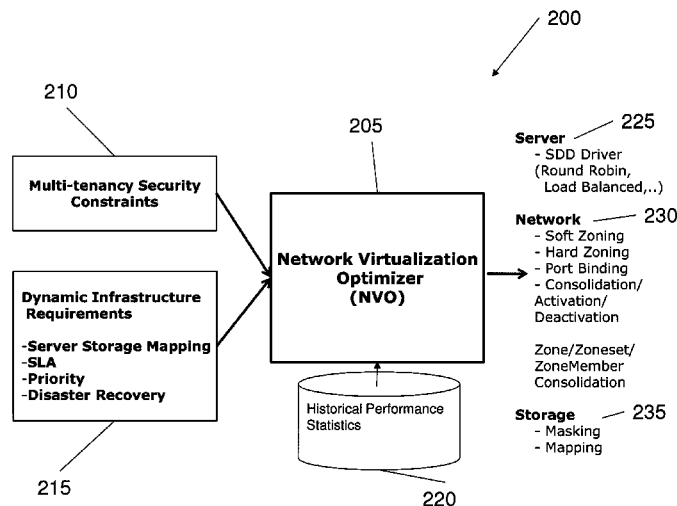 200
210
Multi-tenancy Security
Constraints
205
Network Virtualization
Optimizer
(NVO)
Dynamic Infrastructure
Requirements
-Server Storage Mapping
-SLA
-Priority
-Disaster Recovery
215
Historical Performance
Statistics
220
Server
225
- SDD Driver
(Round Robin,
Load Balanced,..)
Network
230
- Soft Zoning
- Hard Zoning
- Port Binding
- Consolidation/
Activation/
Deactivation
Zone/Zoneset/
ZoneMember
Consolidation
Storage
235
- Masking
- Mapping